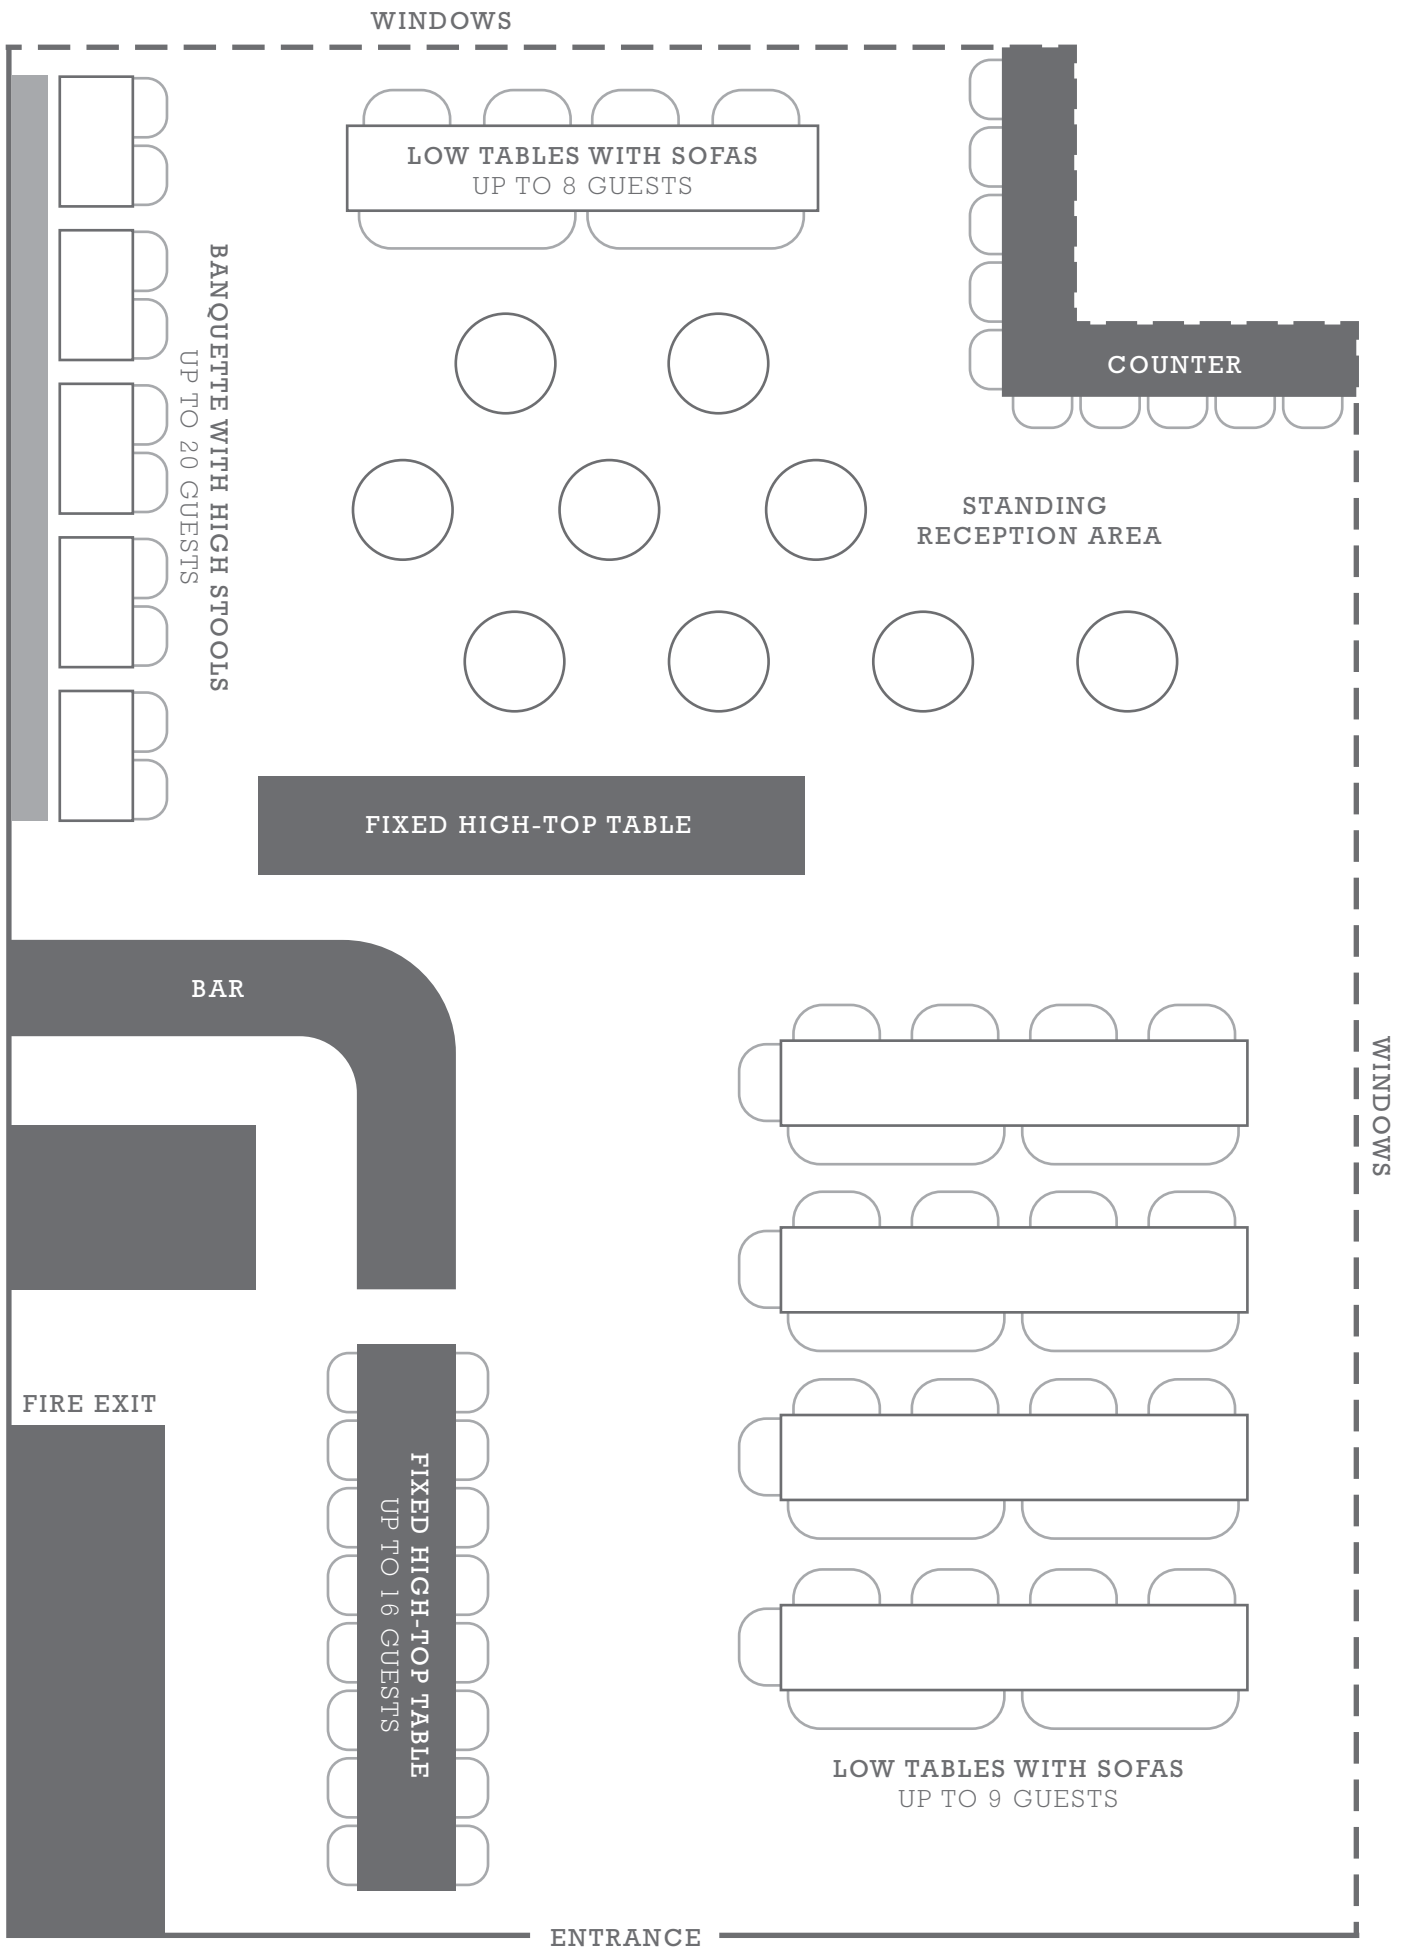 WINDOWS
LOW TABLES WITH SOFAS
UP TO 8 GUESTS
BANQUETTE WITH HIGH STOOLS
UP TO 20 GUESTS
COUNTER
STANDING
RECEPTION AREA
FIXED HIGH-TOP TABLE
BAR
WINDOWS
FIRE EXIT
FIXED HIGH-TOP TABLE
UP TO 16 GUESTS
LOW TABLES WITH SOFAS
UP TO 9 GUESTS
ENTRANCE